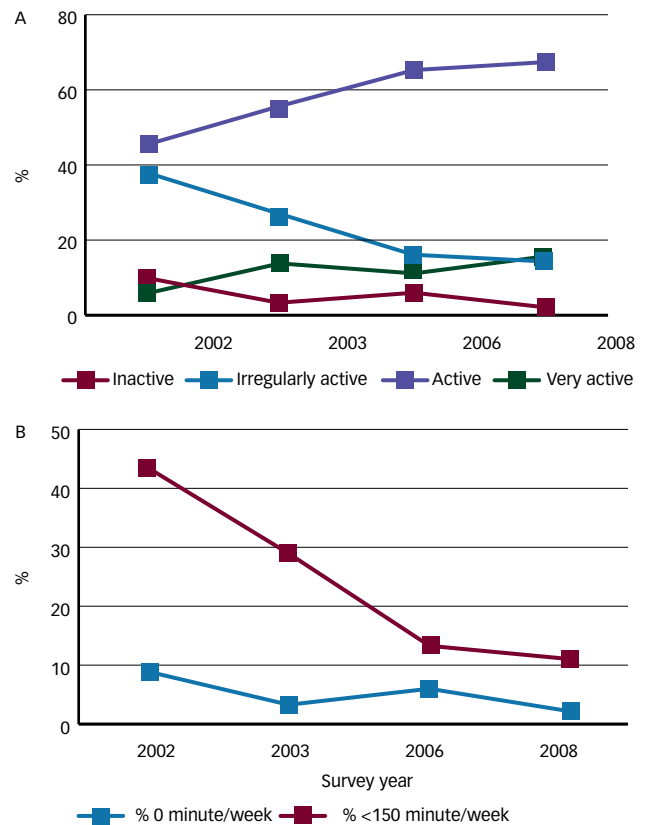 A
80
60
40
20
0
%
2002 2003 2006 2008
Inactive Irregularly active Active Very active
B
50
40
30
20
10
0
%
2002 2003 2006 2008
Survey year
% 0 minute/week % <150 minute/week